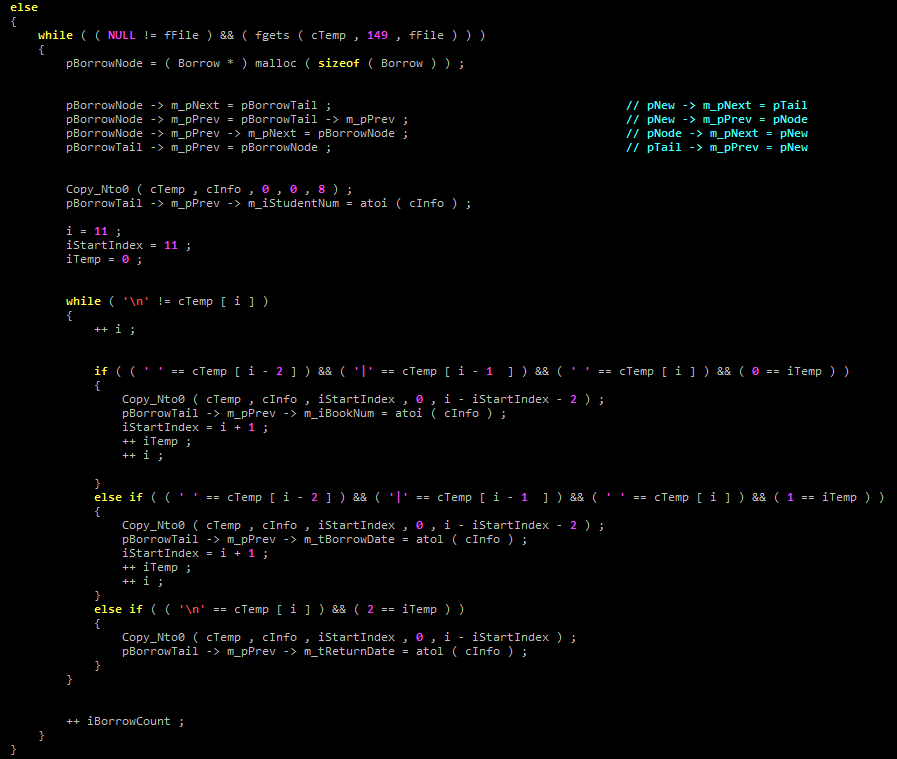 else
{
while ( ( NULL != fFile ) && ( fgets ( cTemp , 149 , fFile ) ) )
{
pBorrowNode = ( Borrow * ) malloc ( sizeof ( Borrow ) ) ;
pBorrowNode -> m_pNext = pBorrowTail ; // pNew -> m_pNext = pTail
pBorrowNode -> m_pPrev = pBorrowTail -> m_pPrev ; // pNew -> m_pPrev = pNode
pBorrowNode -> m_pPrev -> m_pNext = pBorrowNode ; // pNode -> m_pNext = pNew
pBorrowTail -> m_pPrev = pBorrowNode ; // pTail -> m_pPrev = pNew
Copy_Nto0 ( cTemp , cInfo , 0 , 0 , 8 ) ;
pBorrowTail -> m_pPrev -> m_iStudentNum = atoi ( cInfo ) ;
i = 11 ;
iStartIndex = 11 ;
iTemp = 0 ;
while ( '\n' != cTemp [ i ] )
{
++ i ;
if ( ( ' ' == cTemp [ i - 2 ] ) && ( '|' == cTemp [ i - 1 ] ) && ( ' ' == cTemp [ i ] ) && ( 0 == iTemp ) )
{
Copy_Nto0 ( cTemp , cInfo , iStartIndex , 0 , i - iStartIndex - 2 ) ;
pBorrowTail -> m_pPrev -> m_iBookNum = atoi ( cInfo ) ;
iStartIndex = i + 1 ;
++ iTemp ;
++ i ;
}
else if ( ( ' ' == cTemp [ i - 2 ] ) && ( '|' == cTemp [ i - 1 ] ) && ( ' ' == cTemp [ i ] ) && ( 1 == iTemp ) )
{
Copy_Nto0 ( cTemp , cInfo , iStartIndex , 0 , i - iStartIndex - 2 ) ;
pBorrowTail -> m_pPrev -> m_tBorrowDate = atol ( cInfo ) ;
iStartIndex = i + 1 ;
++ iTemp ;
++ i ;
}
else if ( ( '\n' == cTemp [ i ] ) && ( 2 == iTemp ) )
{
Copy_Nto0 ( cTemp , cInfo , iStartIndex , 0 , i - iStartIndex ) ;
pBorrowTail -> m_pPrev -> m_tReturnDate = atol ( cInfo ) ;
}
}
++ iBorrowCount ;
}
}